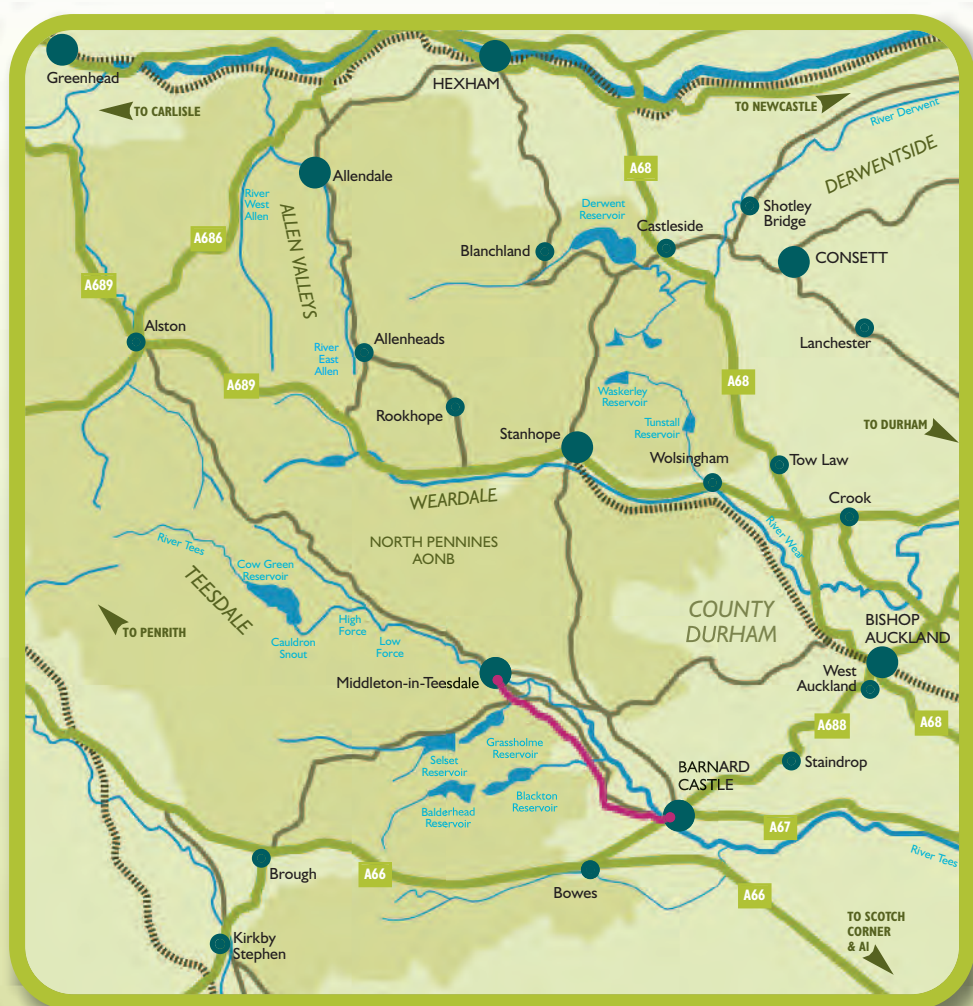 Greenhead
HEXHAM
TO CARLISLE
TO NEWCASTLE
River Derwent
DERWENTSIDE
A68
Allendale
River
West
Allen
ALLEN VALLEYS
Derwent
Reservoir
Shotley
Bridge
Castleside
A686
Blanchland
CONSETT
A689
Alston
Allenheads
River
East
Allen
Lanchester
A689
A68
Waskerley
Reservoir
Rookhope
Tunstall
Reservoir
TO DURHAM
Stanhope
Wolsingham
Tow Law
WEARDALE
Crook
River Wear
NORTH PENNINES
AONB
River Tees
TEESDALE
Cow Green
Reservoir
COUNTY
DURHAM
High
Force
Low
Force
Cauldron
Snout
TO PENRITH
BISHOP
AUCKLAND
West
Auckland
Middleton-in-Teesdale
A688
A68
Grassholme
Reservoir
Selset
Reservoir
Staindrop
BARNARD
CASTLE
Blackton
Reservoir
Balderhead
Reservoir
A67
River Tees
Brough
A66
Bowes
A66
TO SCOTCH
CORNER
& A1
Kirkby
Stephen